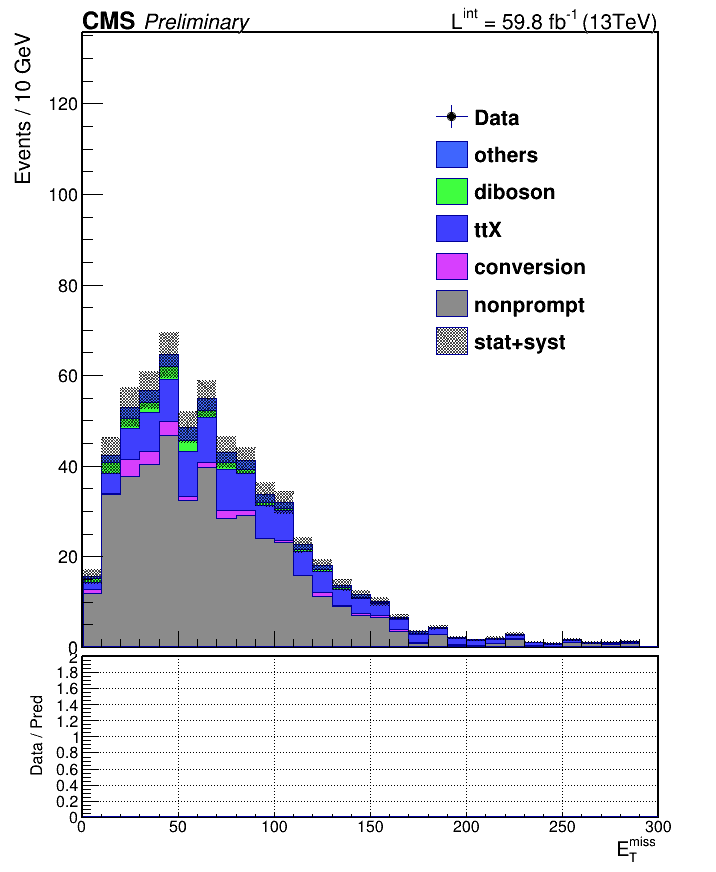 CMS Preliminary L^int = 59.8 fb^-1 (13TeV)
Events / 10 GeV
120
100
80
60
40
20
0
Data
others
diboson
ttX
conversion
nonprompt
stat+syst
Data / Pred
2
1.8
1.6
1.4
1.2
1
0.8
0.6
0.4
0.2
0
0 50 100 150 200 250 300
E_T^miss